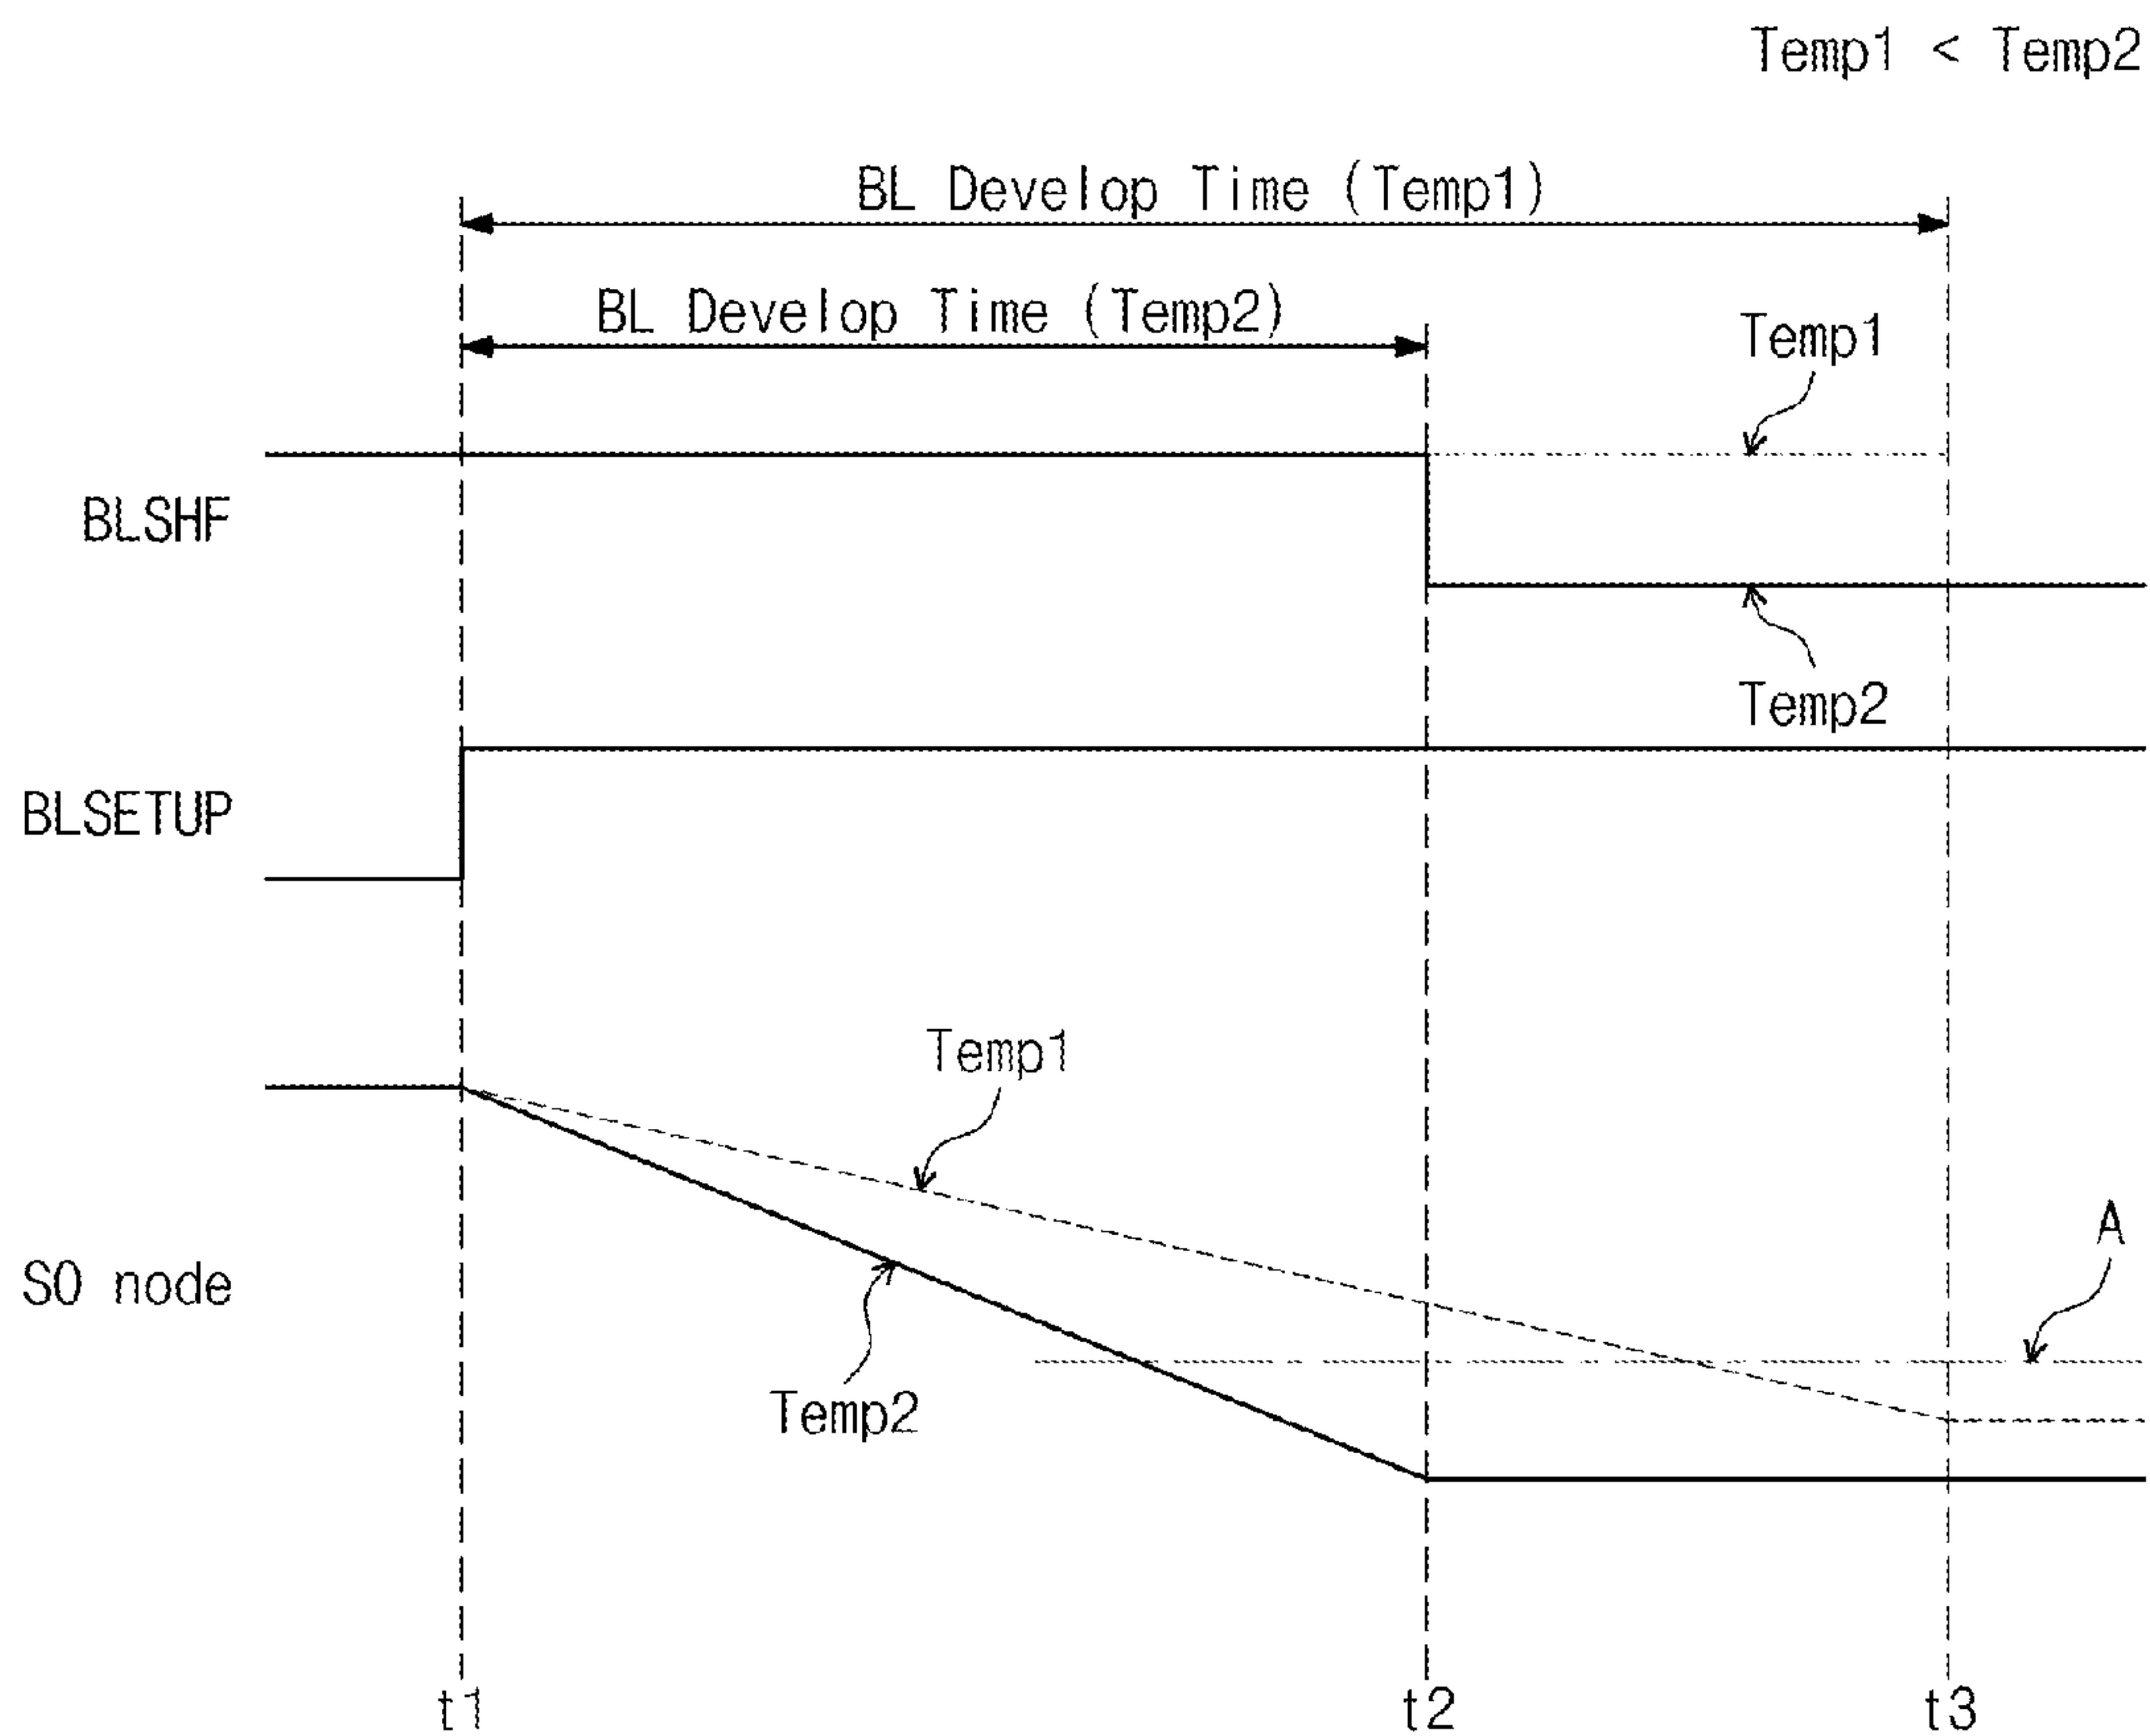 Temp1 < Temp2
BL Develop Time (Temp1)
BL Develop Time (Temp2)
Temp1
BLSHF
Temp2
BLSETUP
Temp1
A
SO node
Temp2
t1
t2
t3